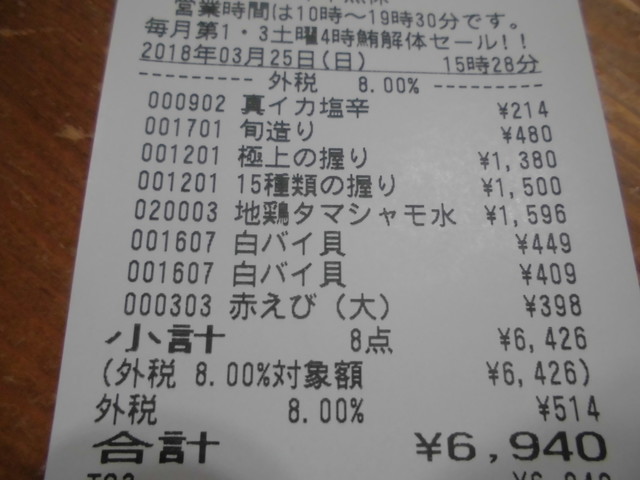 営業時間は10時〜19時30分です。
毎月第1・3土曜4時鮪解体セール!!
2018年03月25日(日) 15時28分
--------- 外税 8.00% ---------
000902 真イカ塩辛 ¥214
001701 旬造り ¥480
001201 極上の握り ¥1,380
001201 15種類の握り ¥1,500
020003 地鶏タマシャモ水 ¥1,596
001607 白バイ貝 ¥449
001607 白バイ貝 ¥409
000303 赤えび(大) ¥398
小計 8点 ¥6,426
(外税 8.00%対象額 ¥6,426)
外税 8.00% ¥514
合計 ¥6,940